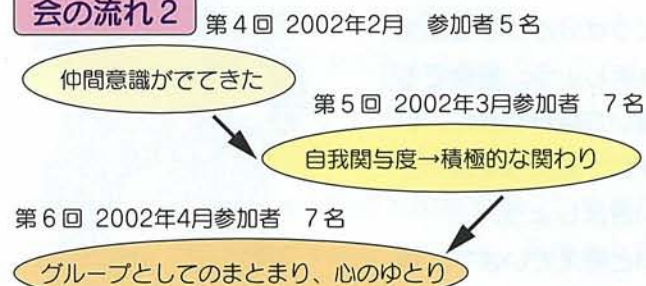 会の流れ2
第4回 2002年2月 参加者5名
仲間意識がでてきた
第5回 2002年3月参加者 7名
自我関与度→積極的な関わり
第6回 2002年4月参加者 7名
グループとしてのまとまり、心のゆとり